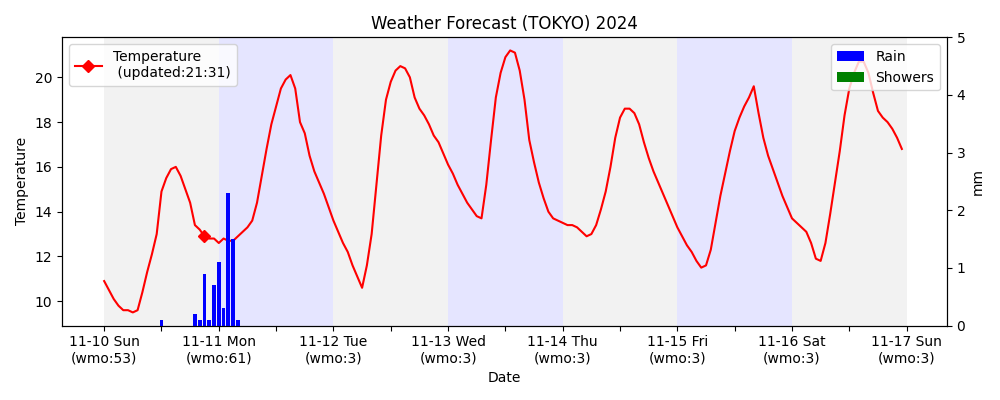 Weather Forecast (TOKYO) 2024
Temperature
(updated:21:31)
Rain
Showers
Temperature
20
18
16
14
12
10
5
4
3
2
1
0
mm
11-10 Sun
(wmo:53)
11-11 Mon
(wmo:61)
11-12 Tue
(wmo:3)
11-13 Wed
(wmo:3)
11-14 Thu
(wmo:3)
11-15 Fri
(wmo:3)
11-16 Sat
(wmo:3)
11-17 Sun
(wmo:3)
Date